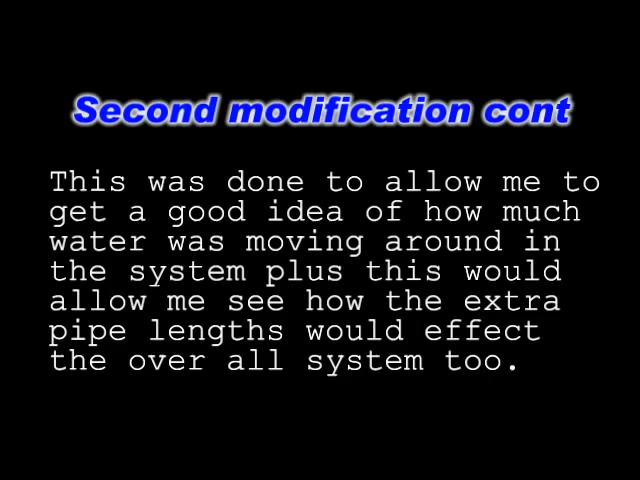 Second modification cont
This was done to allow me to
get a good idea of how much
water was moving around in
the system plus this would
allow me see how the extra
pipe lengths would effect
the over all system too.